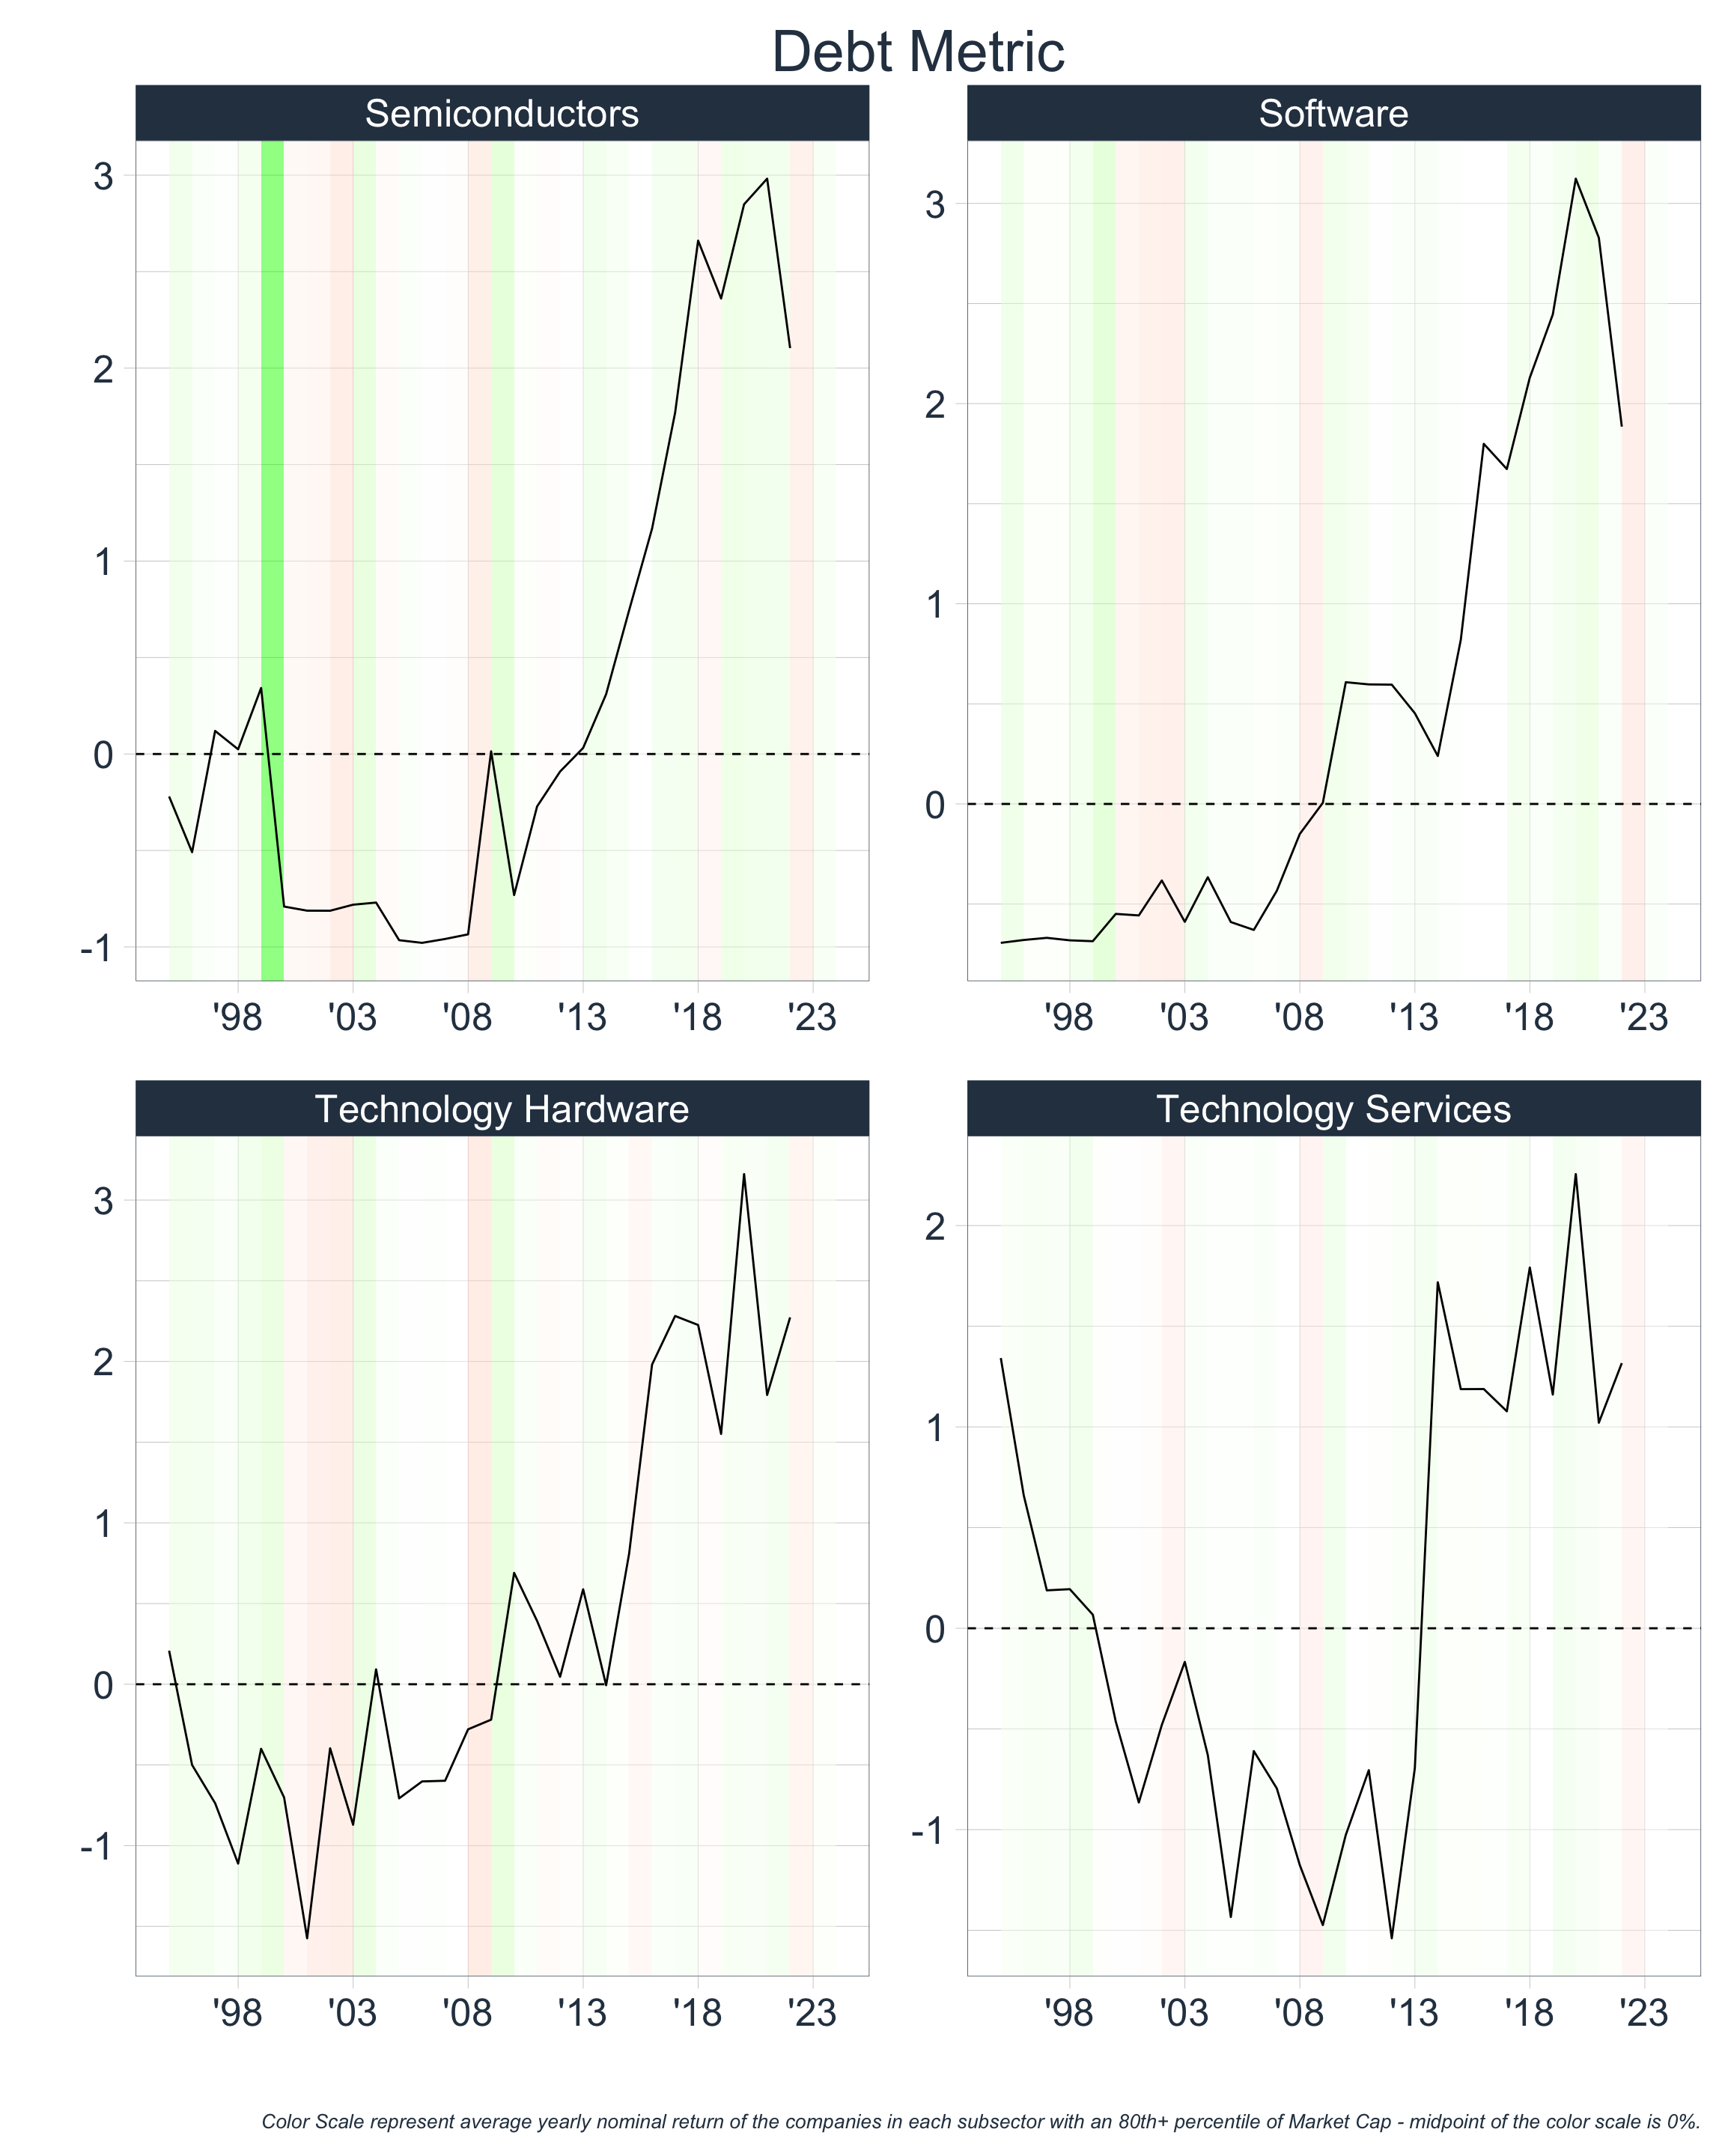 Debt Metric
Semiconductors
3
2
1
0
-1
'98 '03 '08 '13 '18 '23
Software
3
2
1
0
'98 '03 '08 '13 '18 '23
Technology Hardware
3
2
1
0
-1
'98 '03 '08 '13 '18 '23
Technology Services
2
1
0
-1
'98 '03 '08 '13 '18 '23
Color Scale represent average yearly nominal return of the companies in each subsector with an 80th+ percentile of Market Cap - midpoint of the color scale is 0%.